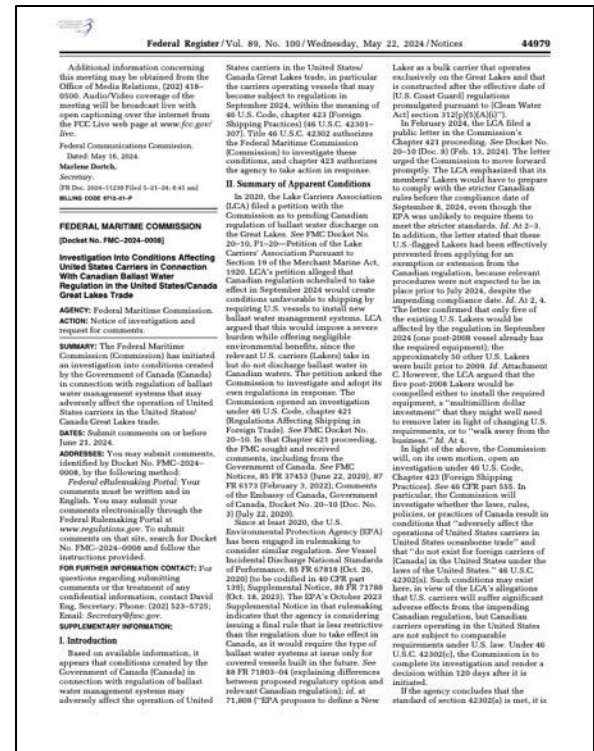 Federal Register / Vol. 89, No. 100 / Wednesday, May 22, 2024 / Notices 44979
Additional information concerning
this meeting may be obtained from the
Office of Media Relations, (202) 418–
0500. Audio/Video coverage of the
meeting will be broadcast live with
open captioning over the internet from
the FCC Live web page at www.fcc.gov/
live.
Federal Communications Commission.
Dated: May 16, 2024.
Marlene Dortch,
Secretary.
[FR Doc. 2024–11230 Filed 5–21–24; 8:45 am]
BILLING CODE 6712–01–P
FEDERAL MARITIME COMMISSION
[Docket No. FMC–2024–0008]
Investigation Into Conditions Affecting
United States Carriers in Connection
With Canadian Ballast Water
Regulation in the United States/Canada
Great Lakes Trade
AGENCY: Federal Maritime Commission.
ACTION: Notice of investigation and
request for comments.
SUMMARY: The Federal Maritime
Commission (Commission) has initiated
an investigation into conditions created
by the Government of Canada (Canada)
in connection with regulation of ballast
water management systems that may
adversely affect the operation of United
States carriers in the United States/
Canada Great Lakes trade.
DATES: Submit comments on or before
June 21, 2024.
ADDRESSES: You may submit comments,
identified by Docket No. FMC–2024–
0008, by the following method:
Federal eRulemaking Portal: Your
comments must be written and in
English. You may submit your
comments electronically through the
Federal Rulemaking Portal at
www.regulations.gov. To submit
comments on that site, search for Docket
No. FMC–2024–0008 and follow the
instructions provided.
FOR FURTHER INFORMATION CONTACT: For
questions regarding submitting
comments or the treatment of any
confidential information, contact David
Eng, Secretary; Phone: (202) 523–5725;
Email: Secretary@fmc.gov.
SUPPLEMENTARY INFORMATION:
I. Introduction
Based on available information, it
appears that conditions created by the
Government of Canada (Canada) in
connection with regulation of ballast
water management systems may
adversely affect the operation of United
States carriers in the United States/
Canada Great Lakes trade, in particular
the carriers operating vessels that may
become subject to regulation in
September 2024, within the meaning of
46 U.S.C. Code, chapter 423 (Foreign
Shipping Practices) (46 U.S.C. 42301–
307). Title 46 U.S.C. 42302 authorizes
the Federal Maritime Commission
(Commission) to investigate these
conditions, and chapter 423 authorizes
the agency to take action in response.
II. Summary of Apparent Conditions
In 2020, the Lake Carriers Association
(LCA) filed a petition with the
Commission as to pending Canadian
regulation of ballast water discharge on
the Great Lakes. See FMC Docket No.
20–10, P1–20—Petition of the Lake
Carriers' Association Pursuant to
Section 19 of the Merchant Marine Act,
1920. LCA's petition alleged that
Canadian regulation scheduled to take
effect in September 2024 would create
conditions unfavorable to shipping by
requiring U.S. vessels to install new
ballast water management systems. LCA
argued that this would impose a severe
burden while offering negligible
environmental benefits, since the
relevant U.S. carriers (Lakers) take in
but do not discharge ballast water in
Canadian waters. The petition asked the
Commission to investigate and adopt its
own regulations in response. The
Commission opened an investigation
under 46 U.S. Code, chapter 421
(Regulations Affecting Shipping in
Foreign Trade). See FMC Docket No.
20–10. In that Chapter 421 proceeding,
the FMC sought and received
comments, including from the
Government of Canada. See FMC
Notices, 85 FR 37453 (June 22, 2020), 87
FR 6173 (February 3, 2022); Comments
of the Embassy of Canada, Government
of Canada, Docket No. 20–10 (Doc. No.
3) (July 22, 2020).
Since at least 2020, the U.S.
Environmental Protection Agency (EPA)
has been engaged in rulemaking to
consider similar regulation. See Vessel
Incidental Discharge National Standards
of Performance, 85 FR 67818 (Oct. 26,
2020) (to be codified in 40 CFR part
139); Supplemental Notice, 88 FR 71788
(Oct. 18, 2023). The EPA's October 2023
Supplemental Notice in that rulemaking
indicates that the agency is considering
issuing a final rule that is less restrictive
than the regulation due to take effect in
Canada, as it would require the type of
ballast water systems at issue only for
covered vessels built in the future. See
88 FR 71803–04 (explaining differences
between proposed regulatory option and
relevant Canadian regulation); id. at
71,808 ("EPA proposes to define a New
Laker as a bulk carrier that operates
exclusively on the Great Lakes and that
is constructed after the effective date of
[U.S. Coast Guard] regulations
promulgated pursuant to [Clean Water
Act] section 312(p)(5)(A)(i)").
In February 2024, the LCA filed a
public letter in the Commission's
Chapter 421 proceeding. See Docket No.
20–10 (Doc. 8) (Feb. 13, 2024). The letter
urged the Commission to move forward
promptly. The LCA emphasized that its
members' Lakers would have to prepare
to comply with the stricter Canadian
rules before the compliance date of
September 8, 2024, even though the
EPA was unlikely to require them to
meet the stricter standards. Id. At 2–3.
In addition, the letter stated that these
U.S.-flagged Lakers had been effectively
prevented from applying for an
exemption or extension from the
Canadian regulation, because relevant
procedures were not expected to be in
place prior to July 2024, despite the
impending compliance date. Id. At 2, 4.
The letter confirmed that only five of
the existing U.S. Lakers would be
affected by the regulation in September
2024 (one post-2008 vessel already has
the required equipment); the
approximately 50 other U.S. Lakers
were built prior to 2009. Id. Attachment
C. However, the LCA argued that the
five post-2008 Lakers would be
compelled either to install the required
equipment, a "multimillion dollar
investment" that they might well need
to remove later in light of changing U.S.
requirements, or to "walk away from the
business." Id. At 4.
In light of the above, the Commission
will, on its own motion, open an
investigation under 46 U.S. Code,
Chapter 423 (Foreign Shipping
Practices). See 46 CFR part 555. In
particular, the Commission will
investigate whether the laws, rules,
policies, or practices of Canada result in
conditions that "adversely affect the
operations of United States carriers in
United States oceanborne trade" and
that "do not exist for foreign carriers of
[Canada] in the United States under the
laws of the United States." 46 U.S.C.
42302(a). Such conditions may exist
here, in view of the LCA's allegations
that U.S. carriers will suffer significant
adverse effects from the impending
Canadian regulation, but Canadian
carriers operating in the United States
are not subject to comparable
requirements under U.S. law. Under 46
U.S.C. 42302(c), the Commission is to
complete its investigation and render a
decision within 120 days after it is
initiated.
If the agency concludes that the
standard of section 42302(a) is met, it is